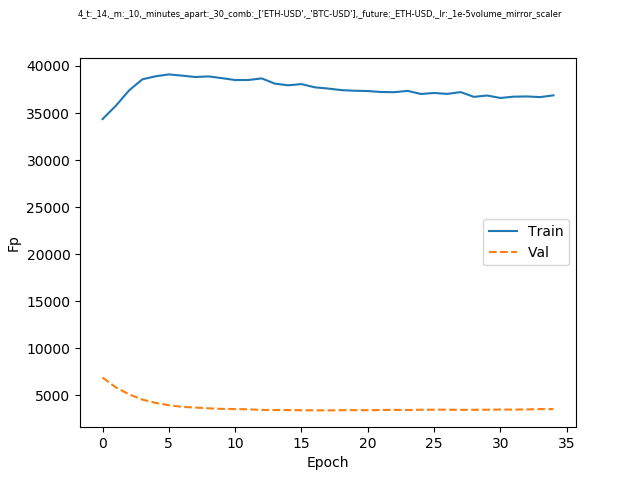 4_t:_14,_m:_10,_minutes_apart:_30_comb:_['ETH-USD',_'BTC-USD'],_future:_ETH-USD,_lr:_1e-5volume_mirror_scaler
40000
35000
30000
25000
20000
15000
10000
5000
Fp
Train
Val
0 5 10 15 20 25 30 35
Epoch